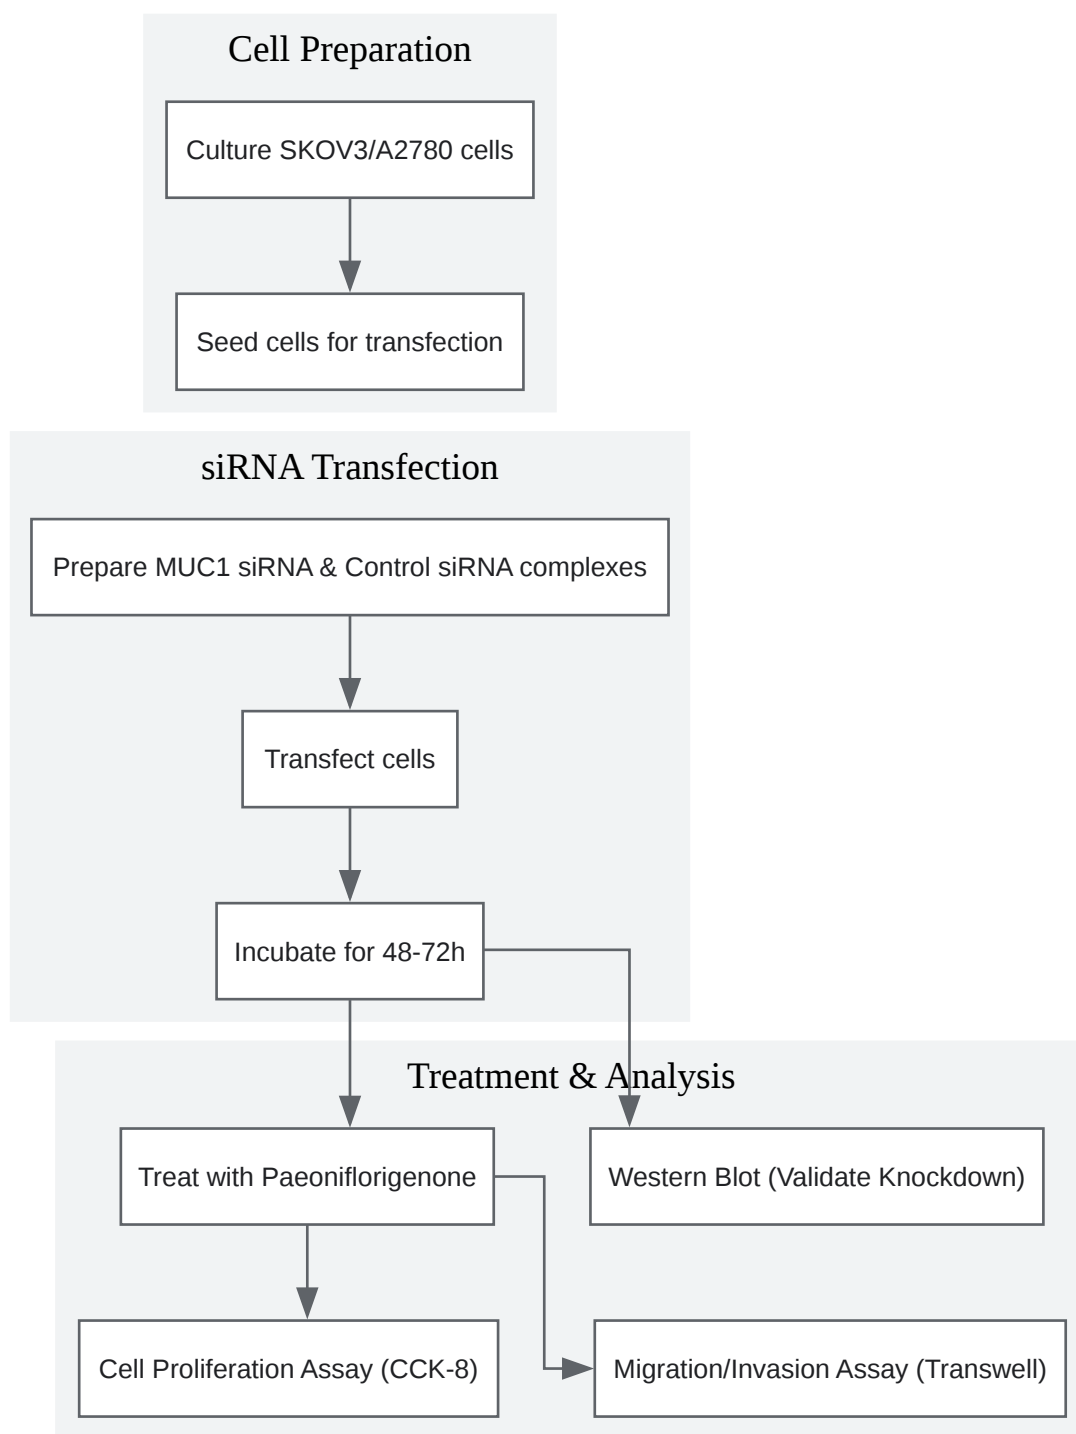 Cell Preparation
Culture SKOV3/A2780 cells
Seed cells for transfection
siRNA Transfection
Prepare MUC1 siRNA & Control siRNA complexes
Transfect cells
Incubate for 48-72h
Treatment & Analysis
Treat with Paeoniflorigenone
Western Blot (Validate Knockdown)
Cell Proliferation Assay (CCK-8)
Migration/Invasion Assay (Transwell)